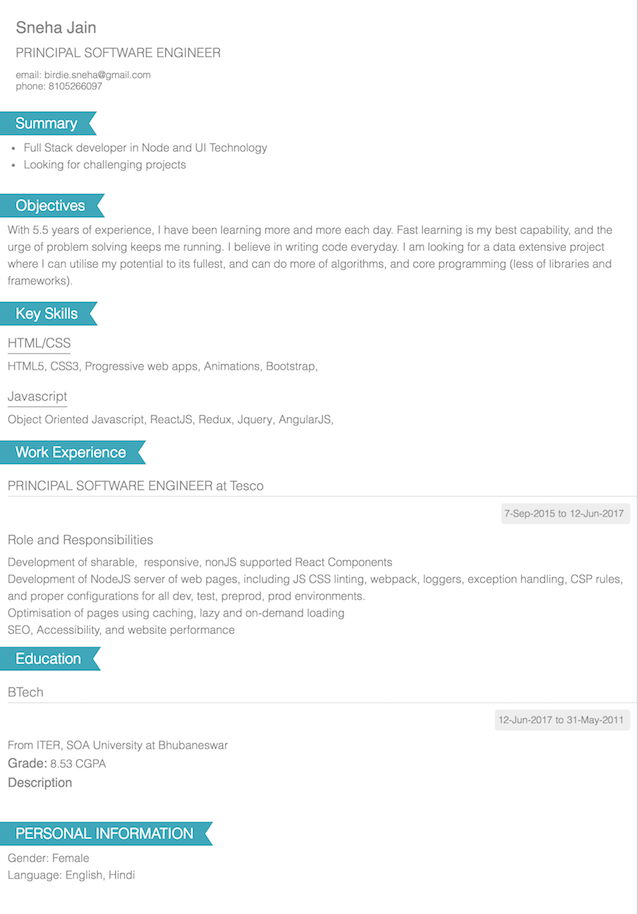 Sneha Jain
PRINCIPAL SOFTWARE ENGINEER
email: birdie.sneha@gmail.com
phone: 8105266097
Summary
• Full Stack developer in Node and UI Technology
• Looking for challenging projects
Objectives
With 5.5 years of experience, I have been learning more and more each day. Fast learning is my best capability, and the
urge of problem solving keeps me running. I believe in writing code everyday. I am looking for a data extensive project
where I can utilise my potential to its fullest, and can do more of algorithms, and core programming (less of libraries and
frameworks).
Key Skills
HTML/CSS
HTML5, CSS3, Progressive web apps, Animations, Bootstrap,
Javascript
Object Oriented Javascript, ReactJS, Redux, Jquery, AngularJS,
Work Experience
PRINCIPAL SOFTWARE ENGINEER at Tesco
7-Sep-2015 to 12-Jun-2017
Role and Responsibilities
Development of sharable,  responsive, nonJS supported React Components
Development of NodeJS server of web pages, including JS CSS linting, webpack, loggers, exception handling, CSP rules,
and proper configurations for all dev, test, preprod, prod environments.
Optimisation of pages using caching, lazy and on-demand loading
SEO, Accessibility, and website performance
Education
BTech
12-Jun-2017 to 31-May-2011
From ITER, SOA University at Bhubaneswar
Grade: 8.53 CGPA
Description
PERSONAL INFORMATION
Gender: Female
Language: English, Hindi